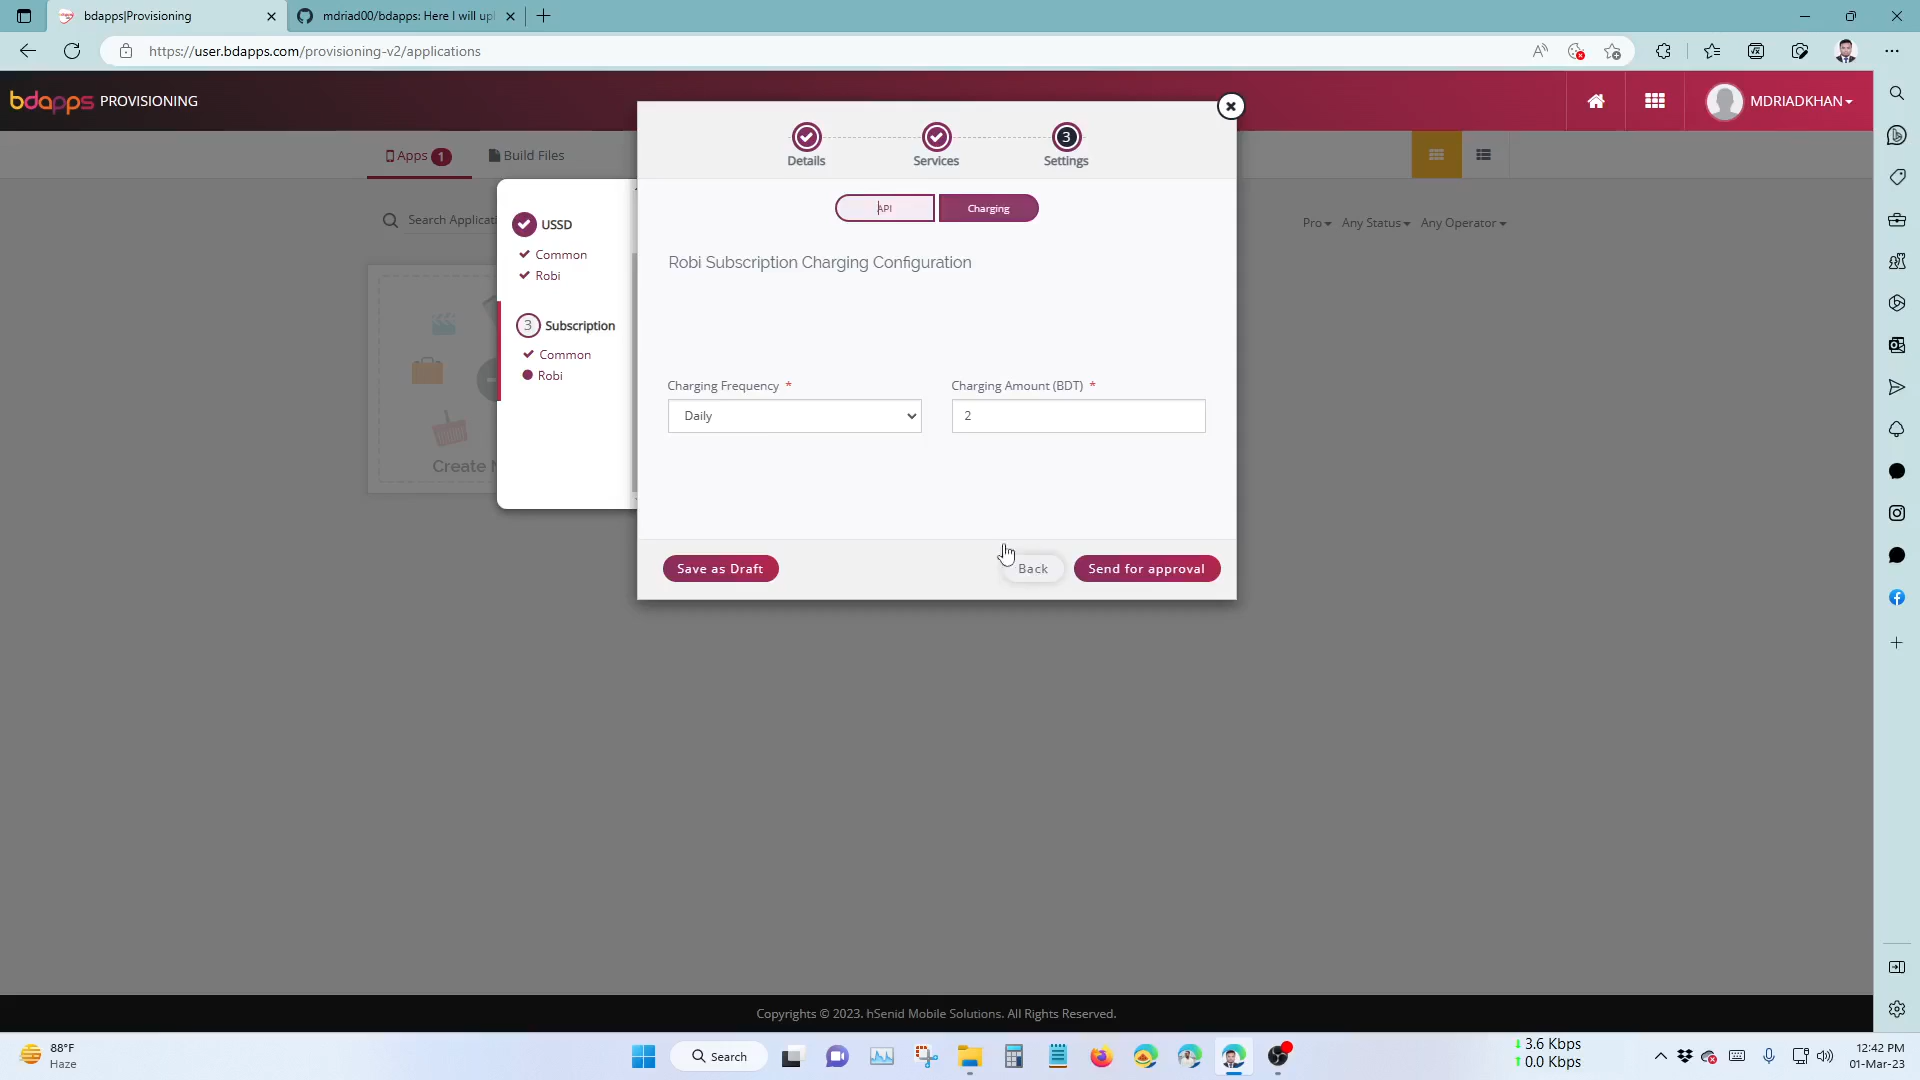 bdapps|Provisioning
mdriad00/bdapps: Here I will upl
https://user.bdapps.com/provisioning-v2/applications
bdapps PROVISIONING
MDRIADKHAN
Apps 1
Build Files
Search Applicati
Pro
Any Status
Any Operator
Create N
USSD
Common
Robi
3 Subscription
Common
Robi
Details
Services
3
Settings
API
Charging
Robi Subscription Charging Configuration
Charging Frequency *
Charging Amount (BDT) *
Daily
2
Save as Draft
Back
Send for approval
Copyrights © 2023. hSenid Mobile Solutions. All Rights Reserved.
88°F
Haze
Search
3.6 Kbps
0.0 Kbps
12:42 PM
01-Mar-23